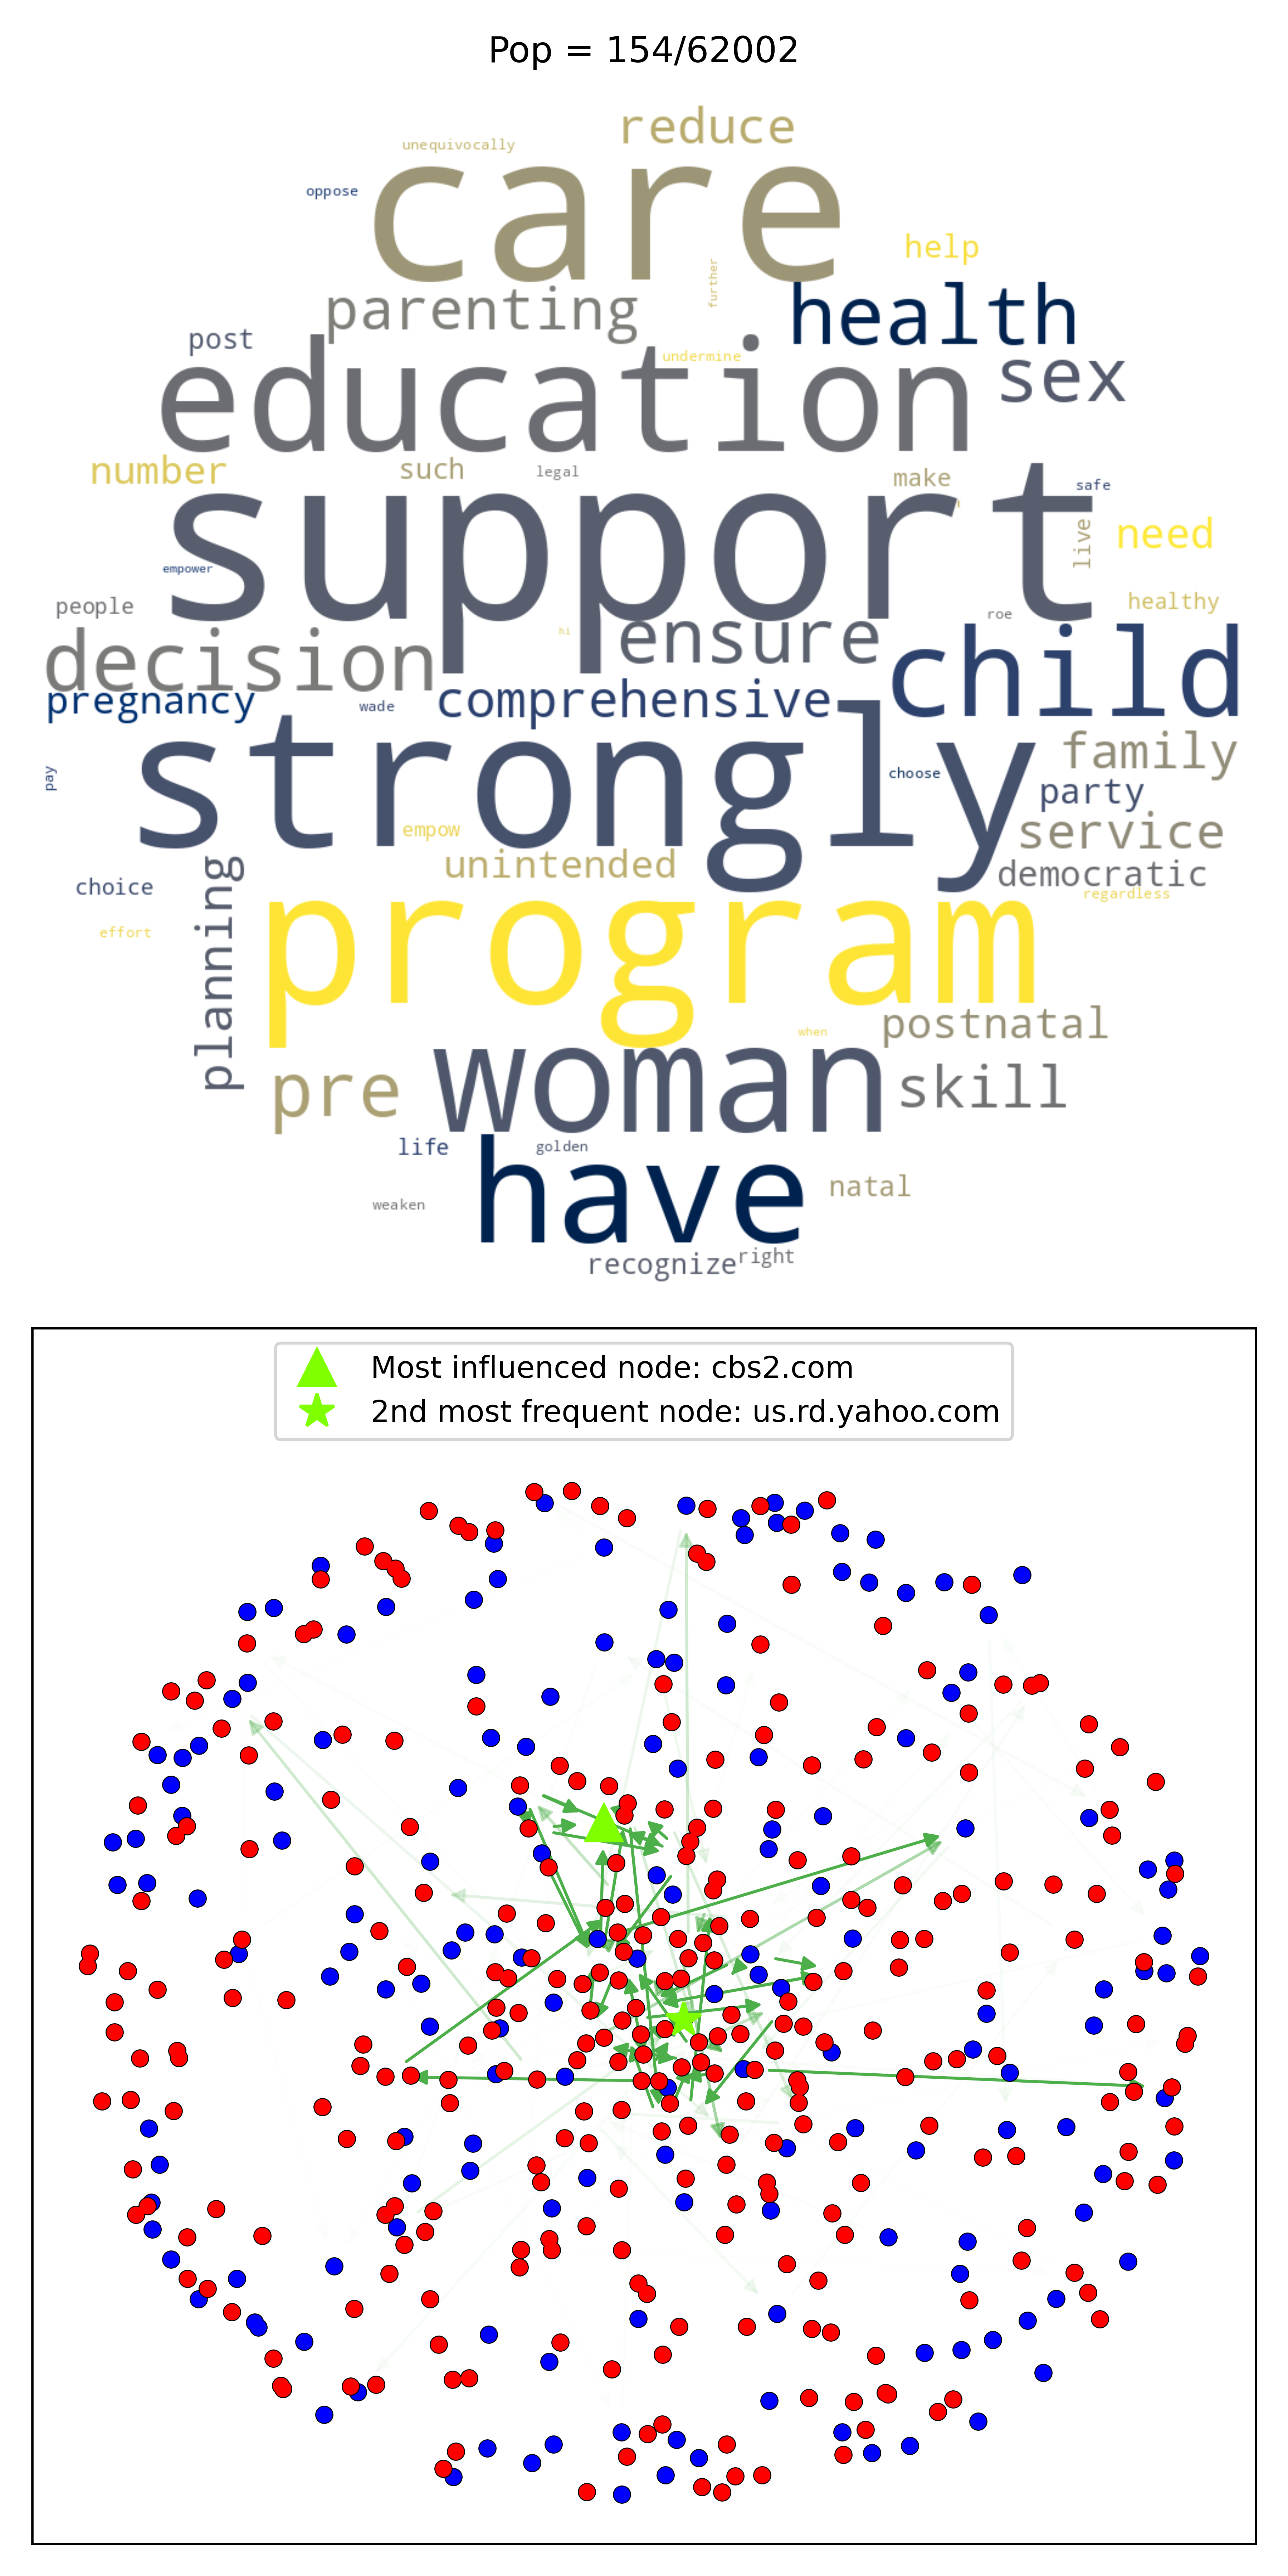 Pop = 154/62002
reduce
unequivocally
care
oppose
help
further
parenting
health
post
undermine
education
sex
number
such
legal
make
safe
support
live
need
empower
people
healthy
roe
hi
ensure
decision
child
pregnancy
wade
comprehensive
strongly
family
pay
choose
party
empow
service
unintended
democratic
choice
planning
regardless
effort
program
postnatal
when
woman
pre
skill
life
golden
have
natal
weaken
recognize
right
Most influenced node: cbs2.com
2nd most frequent node: us.rd.yahoo.com